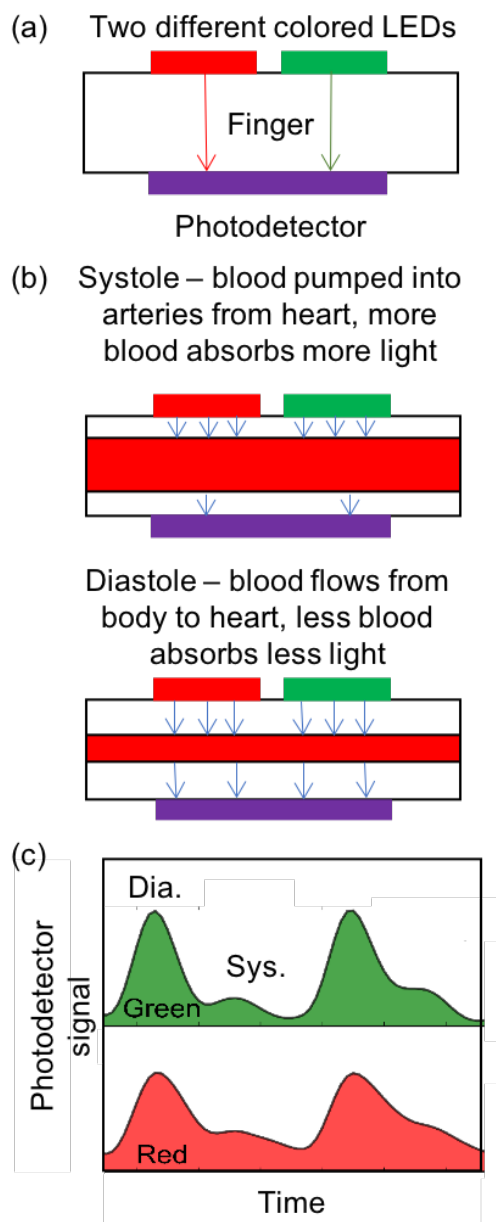 (a) Two different colored LEDs
Finger
Photodetector
(b) Systole – blood pumped into
arteries from heart, more
blood absorbs more light
Diastole – blood flows from
body to heart, less blood
absorbs less light
(c)
Photodetector
signal
Dia.
Sys.
Green
Red
Time